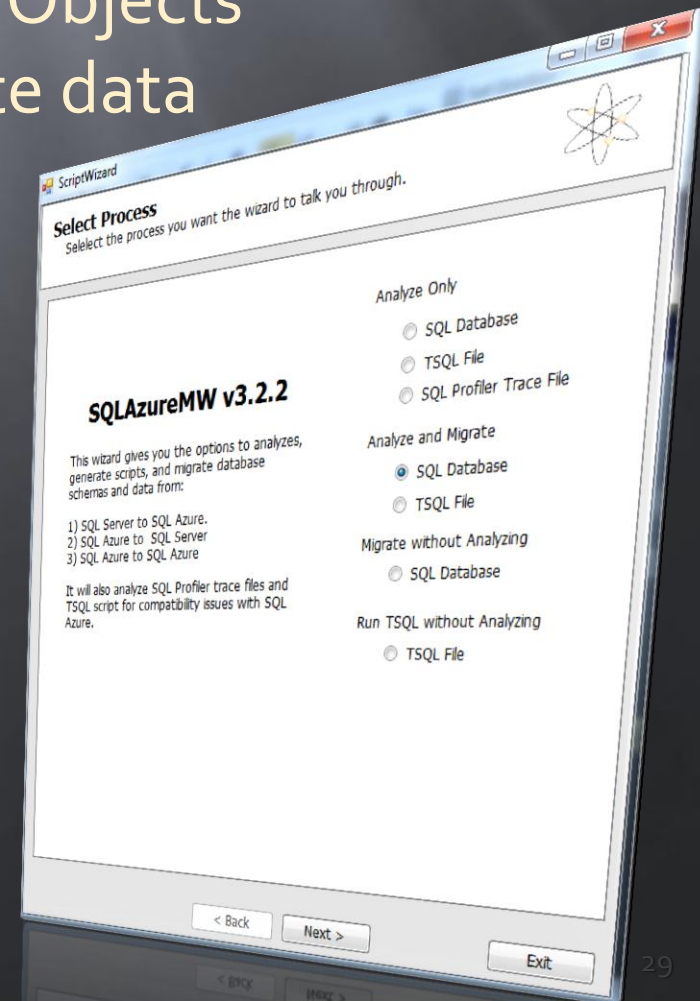 Objects
te data
ScriptWizard
Select Process
Selelect the process you want the wizard to talk you through.
SQLAzureMW v3.2.2
This wizard gives you the options to analyzes,
generate scripts, and migrate database
schemas and data from:
1) SQL Server to SQL Azure.
2) SQL Azure to SQL Server
3) SQL Azure to SQL Azure
It will also analyze SQL Profiler trace files and
TSQL script for compatibility issues with SQL
Azure.
Analyze Only
SQL Database
TSQL File
SQL Profiler Trace File
Analyze and Migrate
SQL Database
TSQL File
Migrate without Analyzing
SQL Database
Run TSQL without Analyzing
TSQL File
< Back
Next >
Exit
< Back
Next >
29